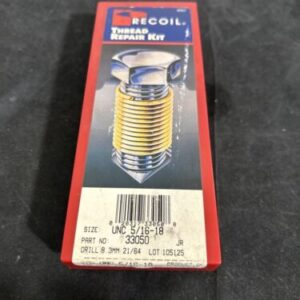 RECOIL
THREAD
REPAIR KIT
SIZE UNC 5/16-18
PART NO: 33050 JR
DRILL 8.3MM 21/64 LOT 105125